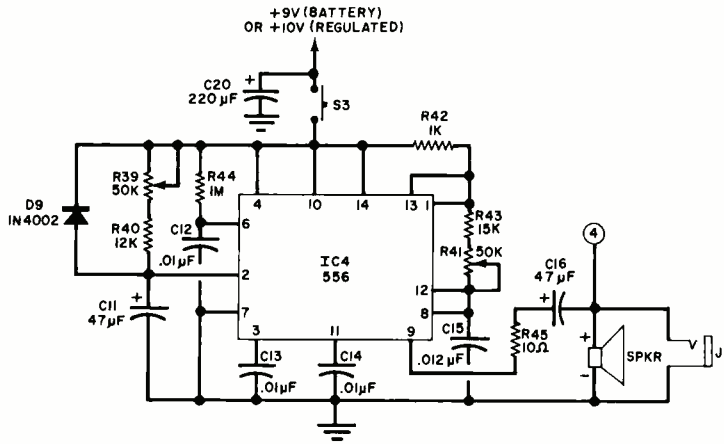 +9V (BATTERY)
OR +10V (REGULATED)
C20
220µF
+
S3
R42
1K
R39
50K
R44
1M
4
10
14
13
1
R43
15K
D9
1N4002
R40
12K
C12
.01µF
6
2
IC4
556
R41
50K
12
8
C16
47µF
+
4
C11
47µF
+
7
3
11
9
C15
.012µF
R45
10Ω
+
-
SPKR
V
J
C13
.01µF
C14
.01µF